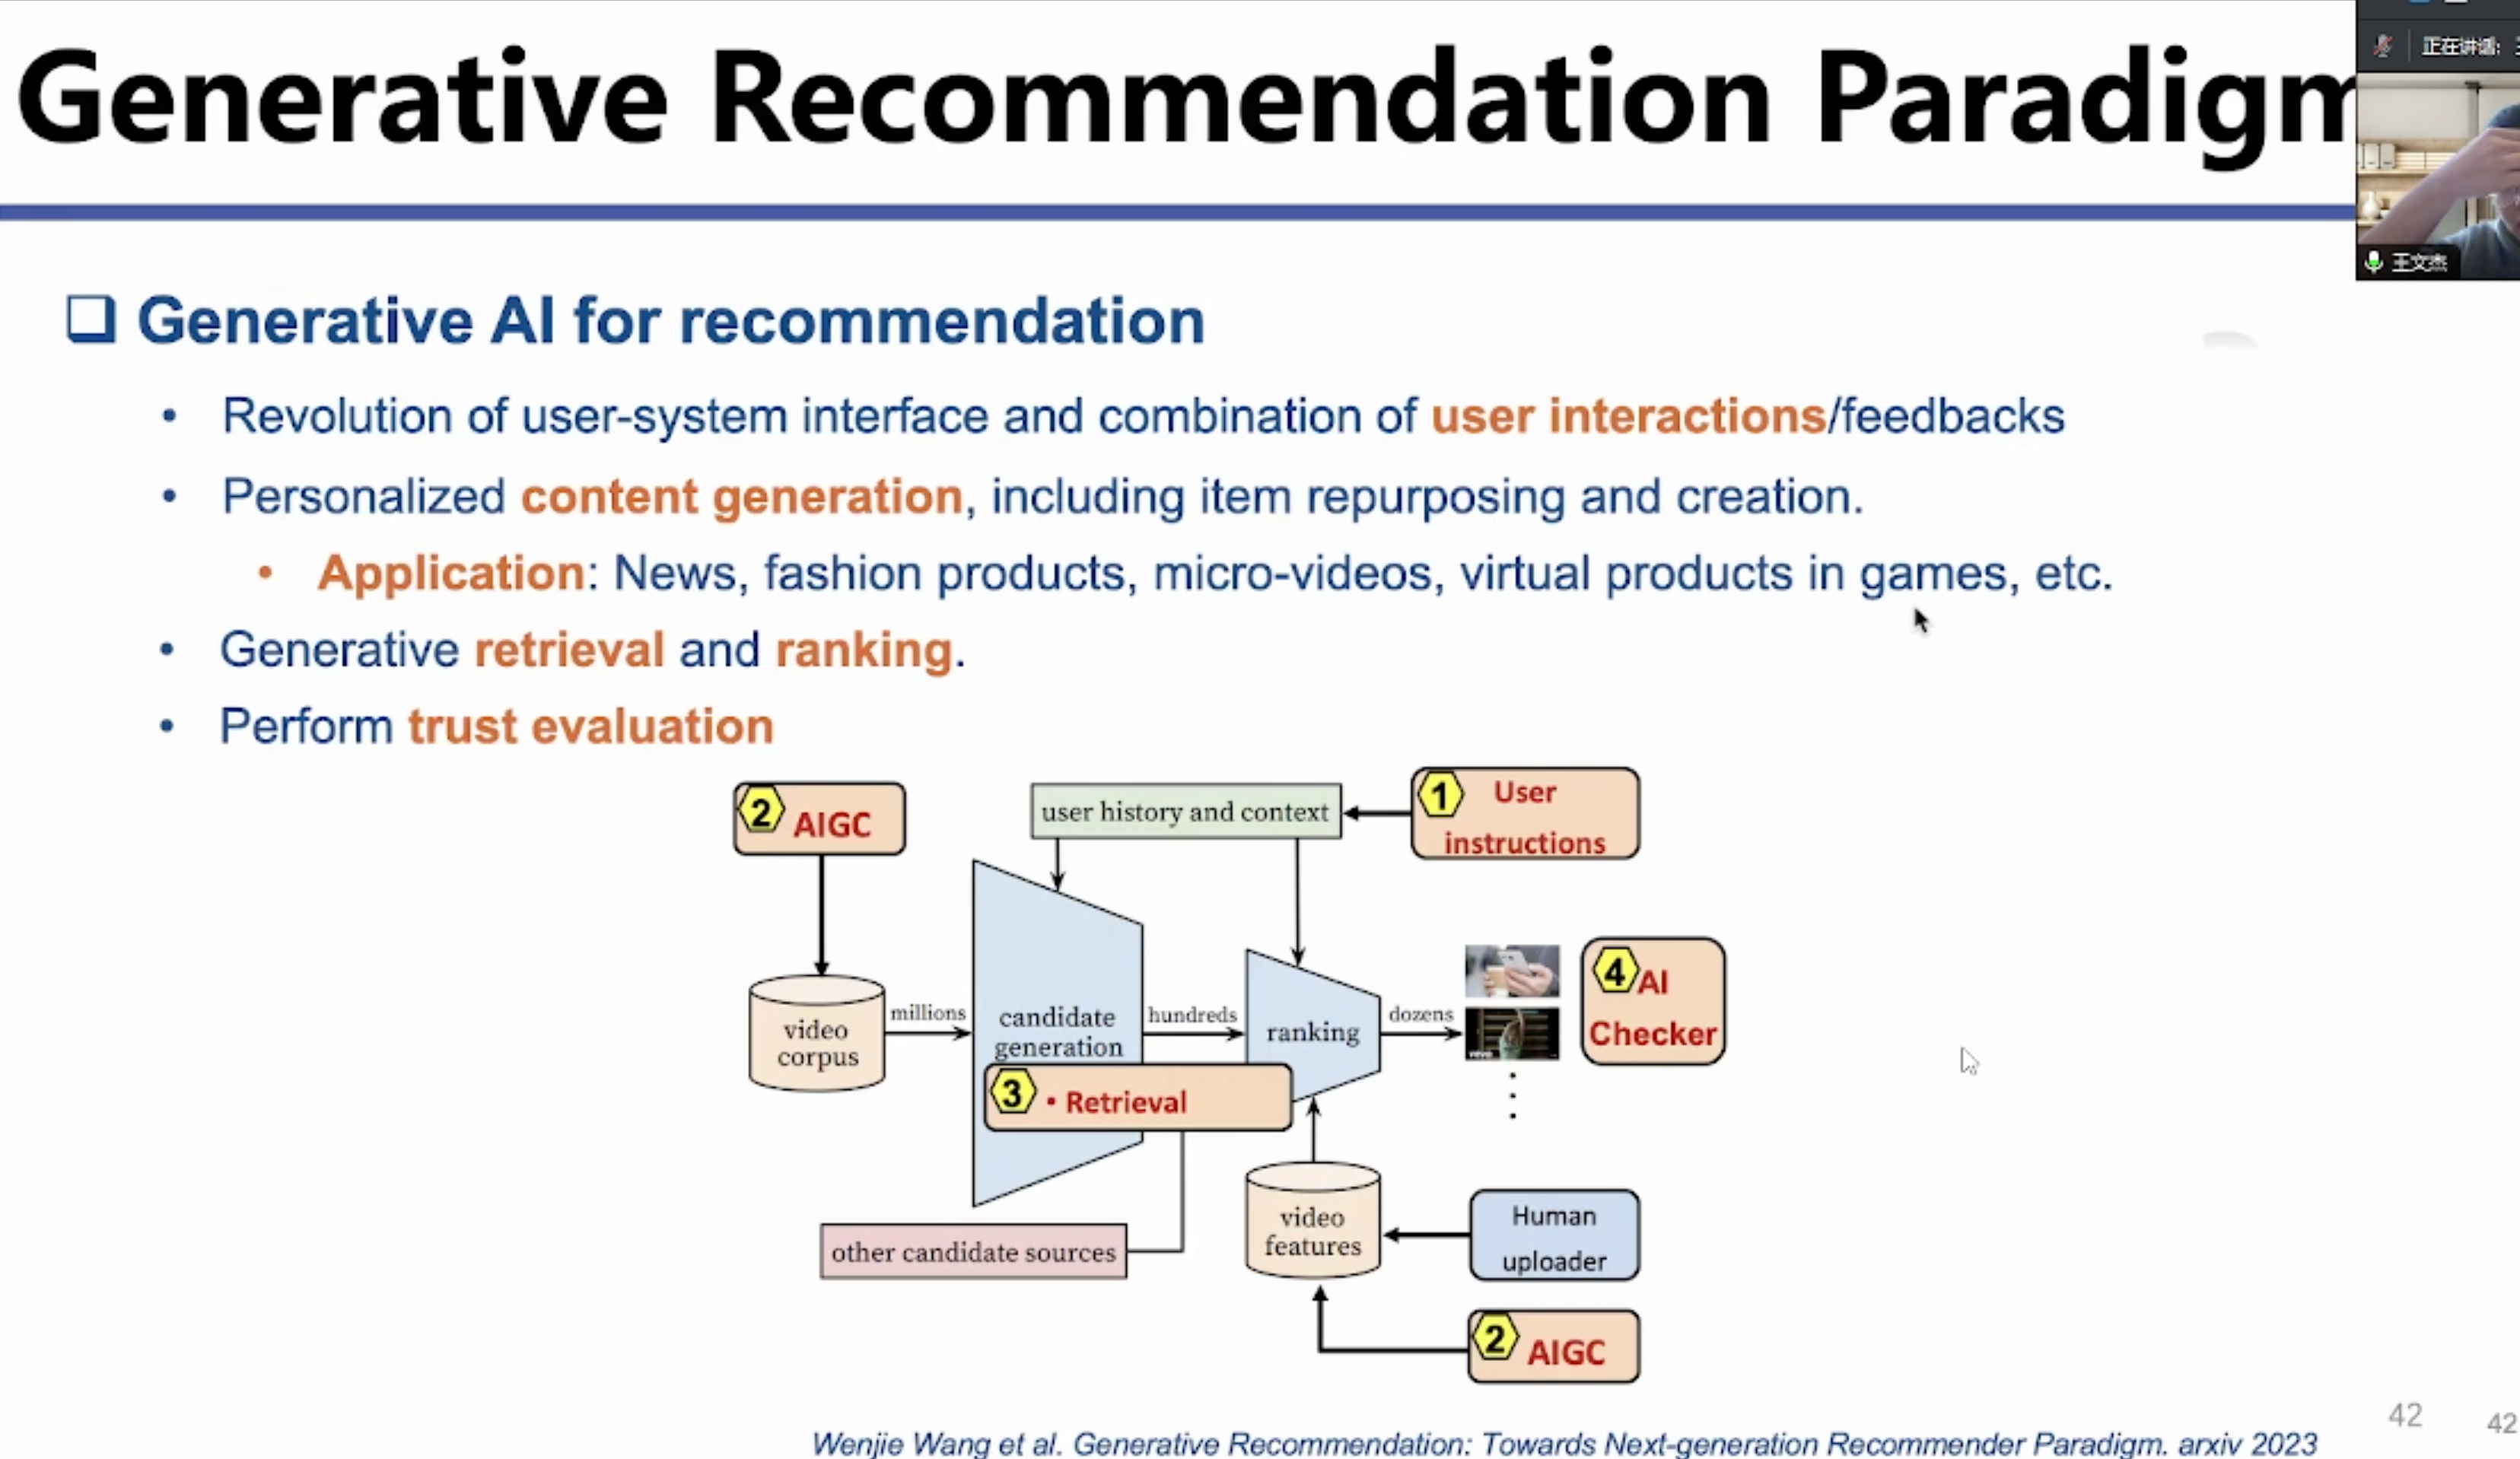 Generative Recommendation Paradigm
正在讲话:
王文杰
Generative AI for recommendation
• Revolution of user-system interface and combination of user interactions/feedbacks
• Personalized content generation, including item repurposing and creation.
• Application: News, fashion products, micro-videos, virtual products in games, etc.
• Generative retrieval and ranking.
• Perform trust evaluation
2 AIGC
user history and context
1 User
instructions
video
corpus
millions
candidate
generation
hundreds
ranking
dozens
4 AI
Checker
3 • Retrieval
other candidate sources
video
features
Human
uploader
2 AIGC
42
42
Wenjie Wang et al. Generative Recommendation: Towards Next-generation Recommender Paradigm. arxiv 2023